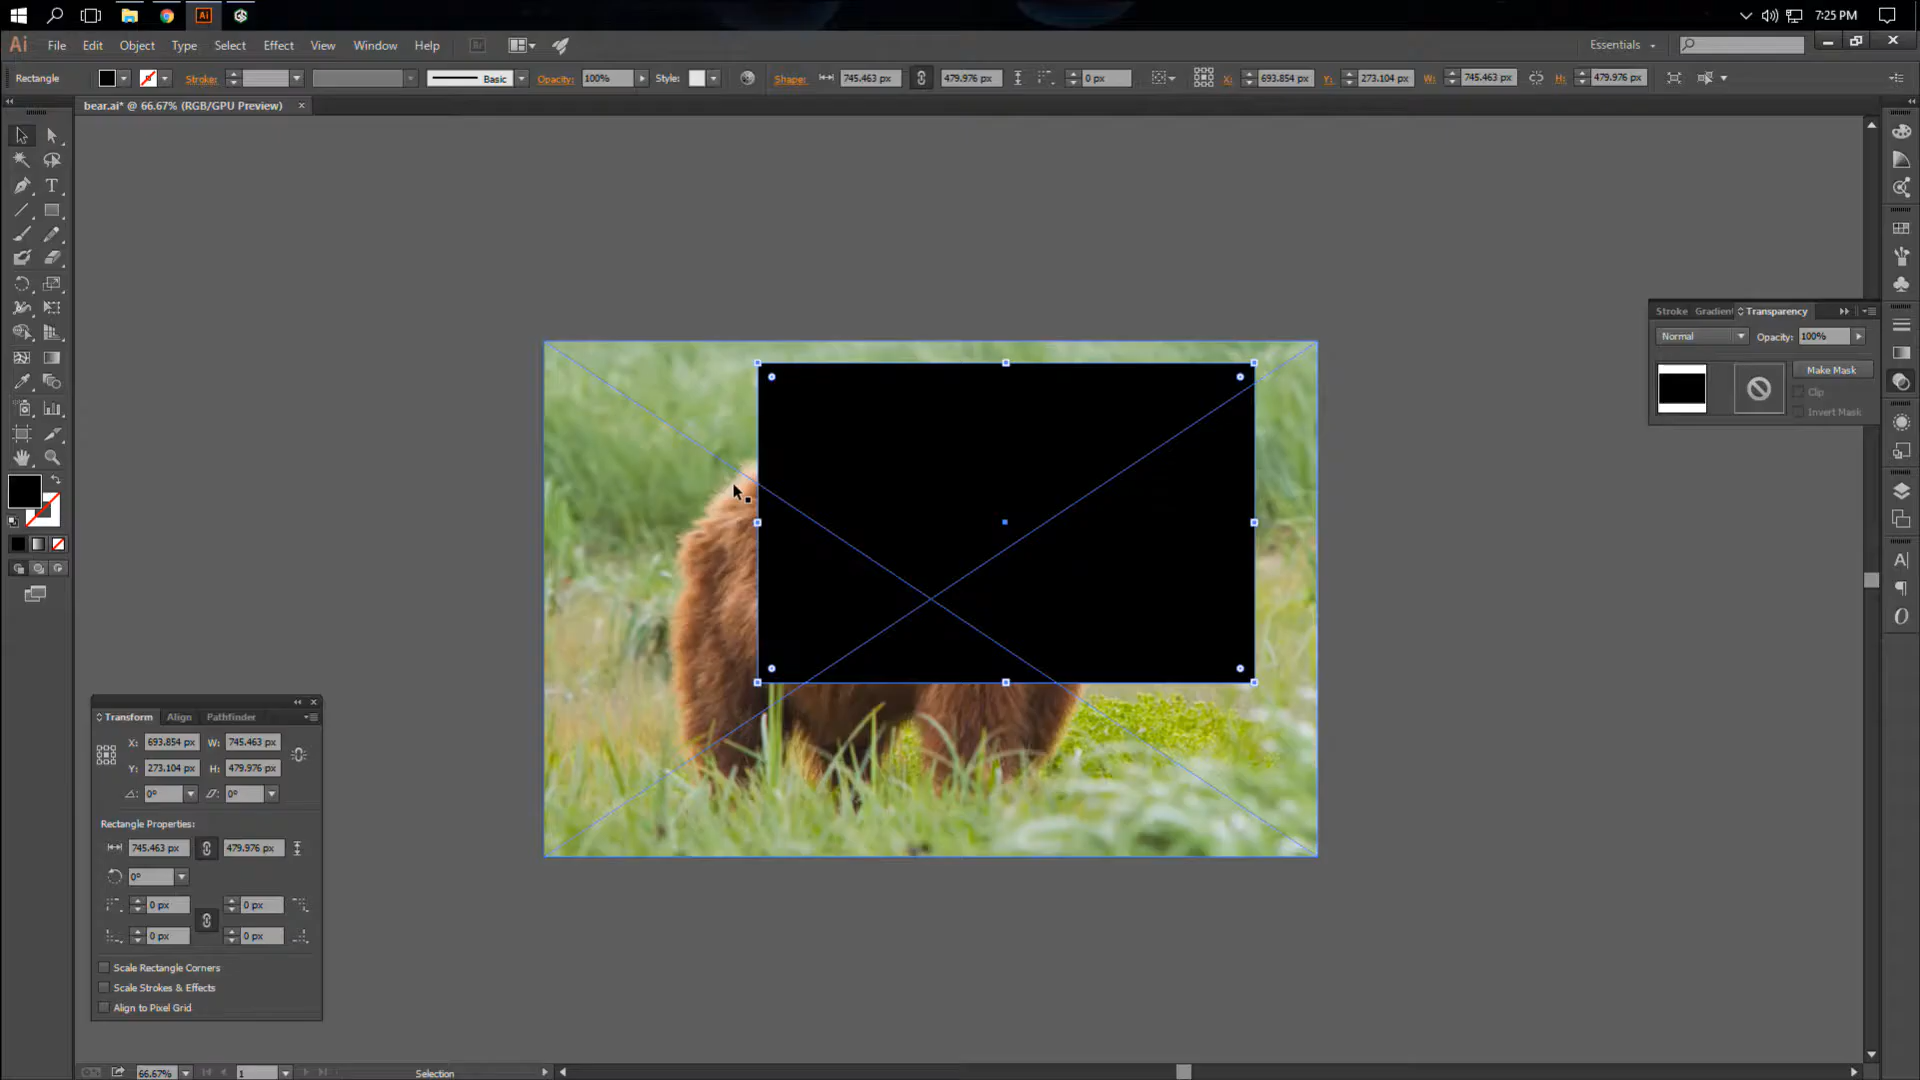 7:25 PM
Ai File Edit Object Type Select Effect View Window Help Br Essentials
Rectangle Stroke: Basic Opacity: 100% Style: Shape: 745.463 px 479.976 px 0 px X: 693.854 px Y: 273.104 px W: 745.463 px H: 479.976 px
bear.ai* @ 66.67% (RGB/GPU Preview)
Stroke Gradient Transparency
Normal Opacity: 100%
Make Mask
Clip
Invert Mask
Transform Align Pathfinder
X: 693.854 px W: 745.463 px
Y: 273.104 px H: 479.976 px
0° 0°
Rectangle Properties:
745.463 px 479.976 px
0°
0 px 0 px
0 px 0 px
Scale Rectangle Corners
Scale Strokes & Effects
Align to Pixel Grid
66.67% 1 Selection